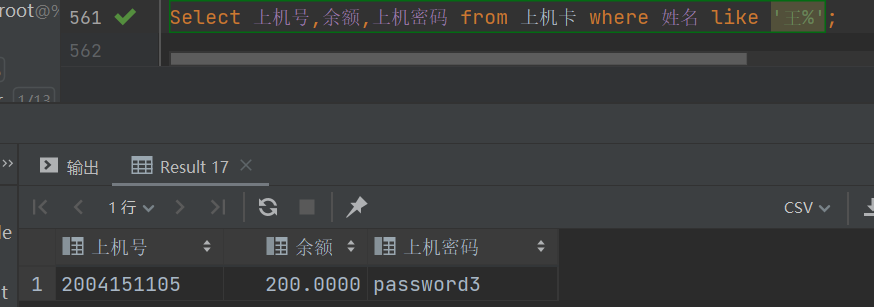 root@%
561 Select 上机号,余额,上机密码 from 上机卡 where 姓名 like '王%';
562
1/13
输出 Result 17
1 行 CSV
上机号 余额 上机密码
1 2004151105 200.0000 password3